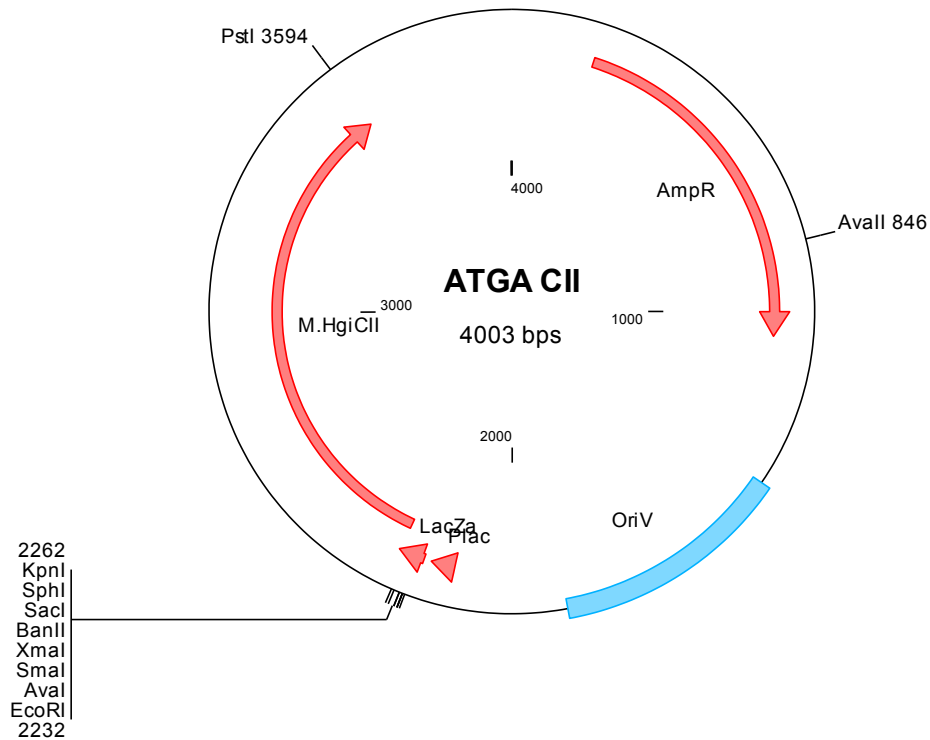 PstI 3594
4000
AmpR
AvaII 846
ATGA CII
4003 bps
3000
1000
M.HgiCII
2000
LacZa
Plac
OriV
2262
KpnI
SphI
SacI
BanII
XmaI
SmaI
AvaI
EcoRI
2232